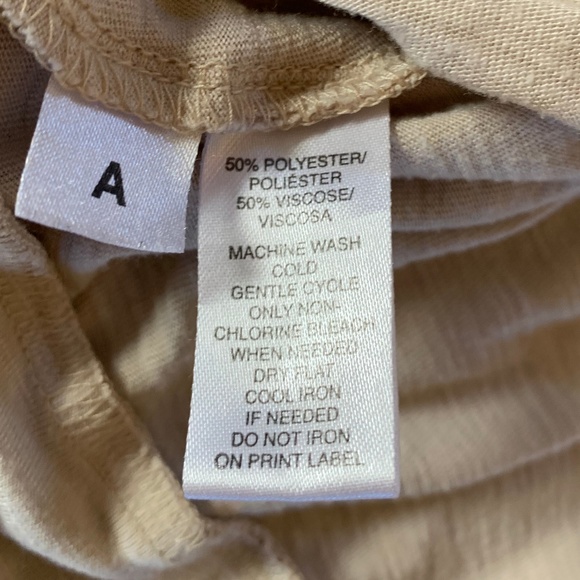 A
50% POLYESTER/
POLIÉSTER
50% VISCOSE/
VISCOSA
MACHINE WASH
COLD
GENTLE CYCLE
ONLY NON-
CHLORINE BLEACH
WHEN NEEDED
DRY FLAT
COOL IRON
IF NEEDED
DO NOT IRON
ON PRINT LABEL